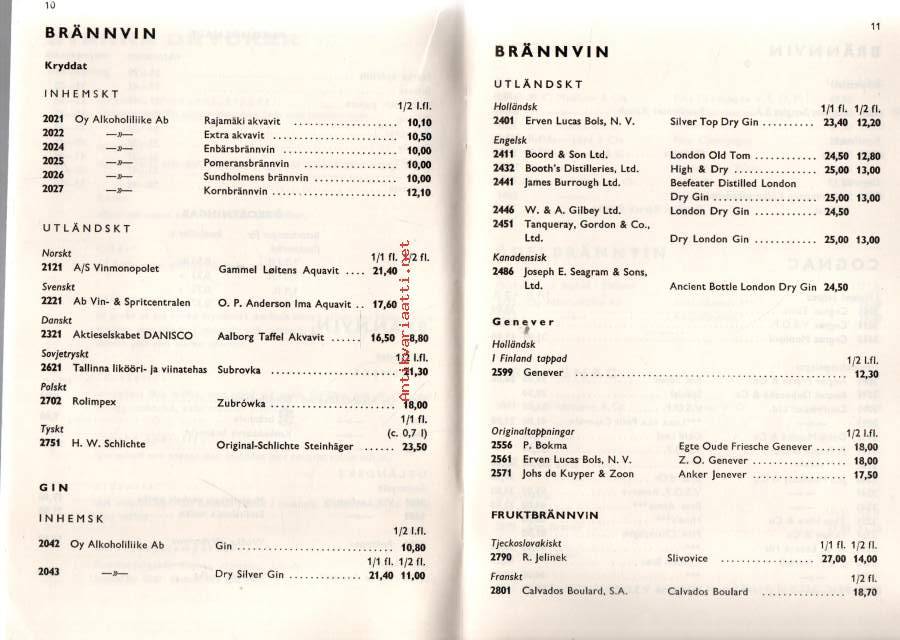 10
BRÄNNVIN
Kryddat
INHEMSKT
1/2 l.fl.
2021 Oy Alkoholiliike Ab Rajamäki akvavit .................. 10,10
2022 —»— Extra akvavit .................. 10,50
2024 —»— Enbärsbrännvin .................. 10,00
2025 —»— Pomeransbrännvin .................. 10,00
2026 —»— Sundholmens brännvin .................. 10,00
2027 —»— Kornbrännvin .................. 12,10
UTLÄNDSKT
Norskt 1/1 fl. 1/2 fl.
2121 A/S Vinmonopolet Gammel Løitens Aquavit .... 21,40
Svenskt
2221 Ab Vin- & Spritcentralen O. P. Anderson Ima Aquavit .. 17,60
Danskt
2321 Aktieselskabet DANISCO Aalborg Taffel Akvavit ...... 16,50 8,80
Sovjetryskt 1/2 l.fl.
2621 Tallinna likööri- ja viinatehas Subrovka .................. 11,30
Polskt
2702 Rolimpex Zubrówka .................. 18,00
1/1 fl.
Tyskt (c. 0,7 l)
2751 H. W. Schlichte Original-Schlichte Steinhäger ...... 23,50
GIN
INHEMSK
1/2 l.fl.
2042 Oy Alkoholiliike Ab Gin .................. 10,80
1/1 fl. 1/2 fl.
2043 —»— Dry Silver Gin ............... 21,40 11,00
Antikvariaatti.net
11
BRÄNNVIN
UTLÄNDSKT
Holländsk 1/1 fl. 1/2 fl.
2401 Erven Lucas Bols, N. V. Silver Top Dry Gin .......... 23,40 12,20
Engelsk
2411 Boord & Son Ltd. London Old Tom ............ 24,50 12,80
2432 Booth's Distilleries, Ltd. High & Dry ................ 25,00 13,00
2441 James Burrough Ltd. Beefeater Distilled London
Dry Gin .................. 25,00 13,00
2446 W. & A. Gilbey Ltd. London Dry Gin ............ 24,50
2451 Tanqueray, Gordon & Co.,
Ltd. Dry London Gin ............ 25,00 13,00
Kanadensisk
2486 Joseph E. Seagram & Sons,
Ltd. Ancient Bottle London Dry Gin 24,50
Genever
Holländsk
I Finland tappad 1/2 l.fl.
2599 Genever .................. 12,30
Originaltappningar 1/2 l.fl.
2556 P. Bokma Egte Oude Friesche Genever ...... 18,00
2561 Erven Lucas Bols, N. V. Z. O. Genever ................ 18,00
2571 Johs de Kuyper & Zoon Anker Jenever ................ 17,50
FRUKTBRÄNNVIN
Tjeckoslovakiskt 1/1 fl. 1/2 fl.
2790 R. Jelinek Slivovice ................ 27,00 14,00
Franskt 1/2 fl.
2801 Calvados Boulard, S.A. Calvados Boulard .............. 18,70